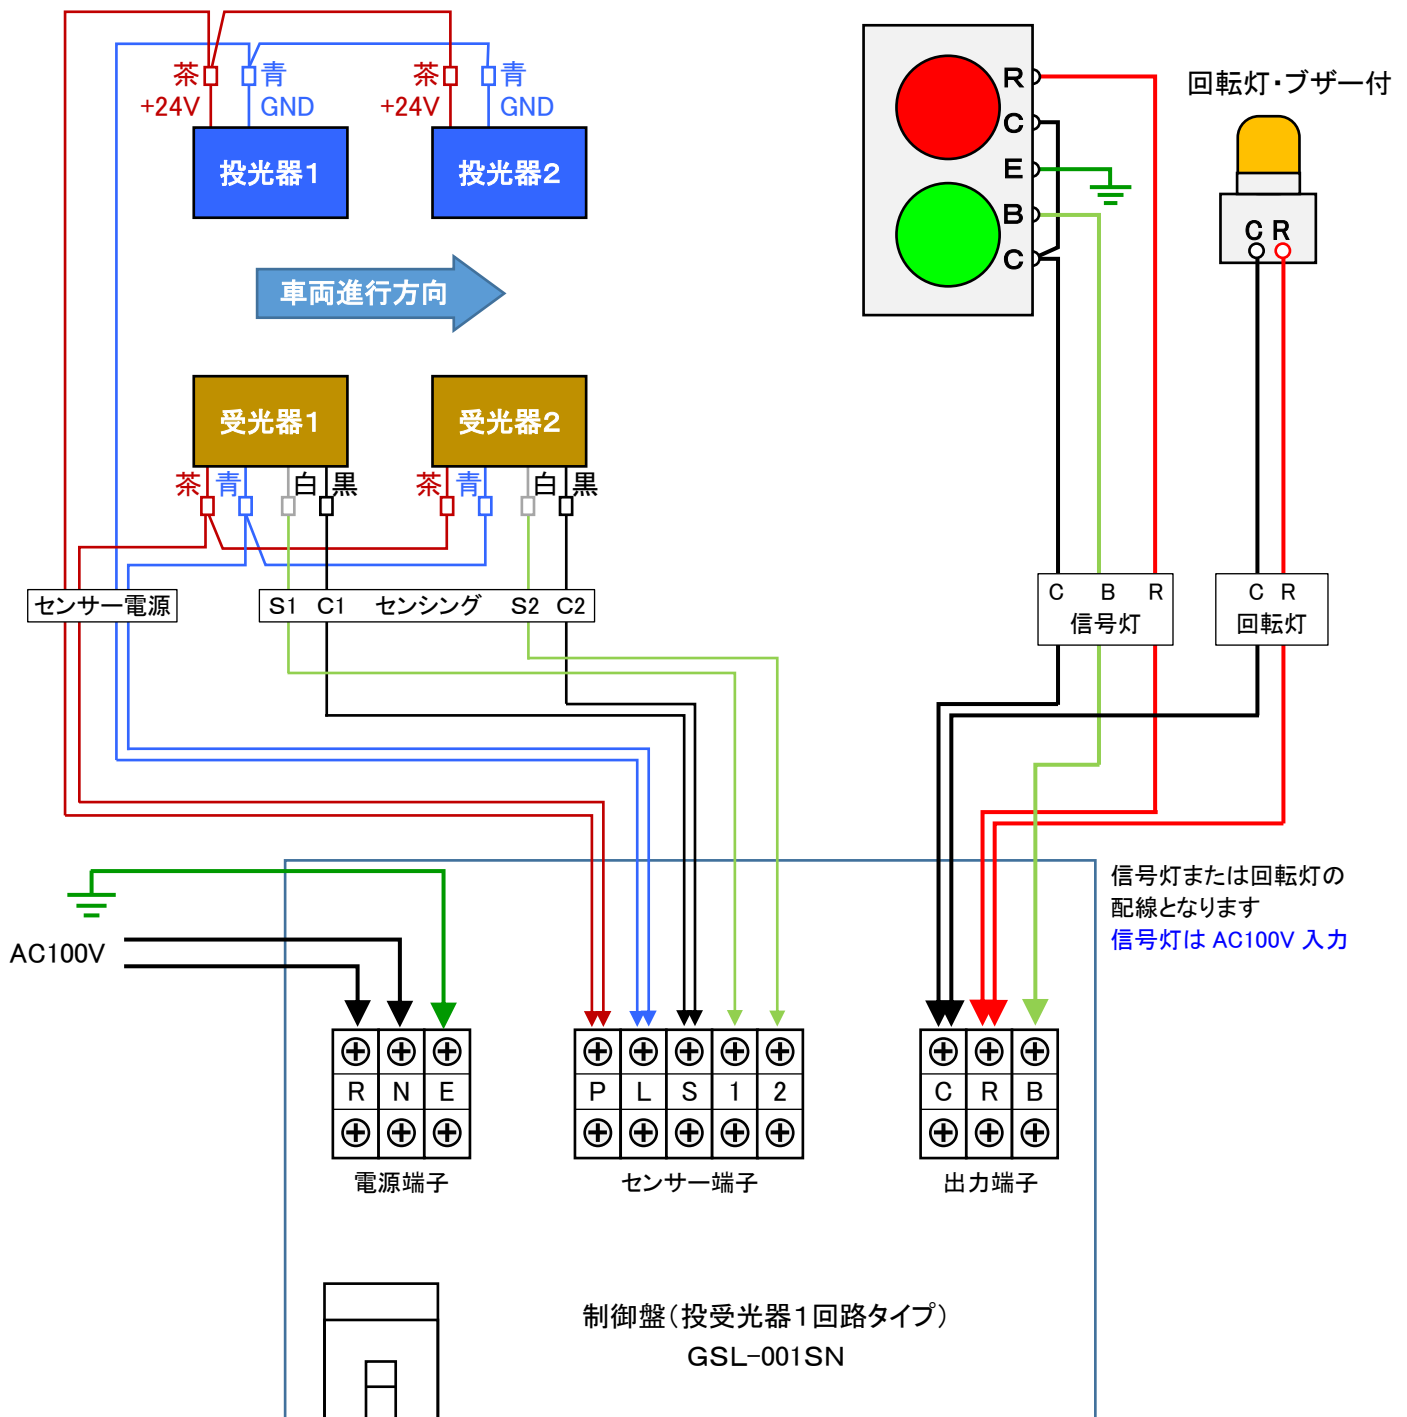 茶 青 茶 青
+24V GND +24V GND
投光器1 投光器2
車両進行方向
受光器1 受光器2
茶 青 白 黒 茶 青 白 黒
センサー電源
S1 C1 センシング S2 C2
R
C
E
B
C
回転灯・ブザー付
C R
C B R
信号灯
C R
回転灯
信号灯または回転灯の
配線となります
信号灯は AC100V 入力
AC100V
R N E
電源端子
P L S 1 2
センサー端子
C R B
出力端子
制御盤(投受光器1回路タイプ)
GSL-001SN